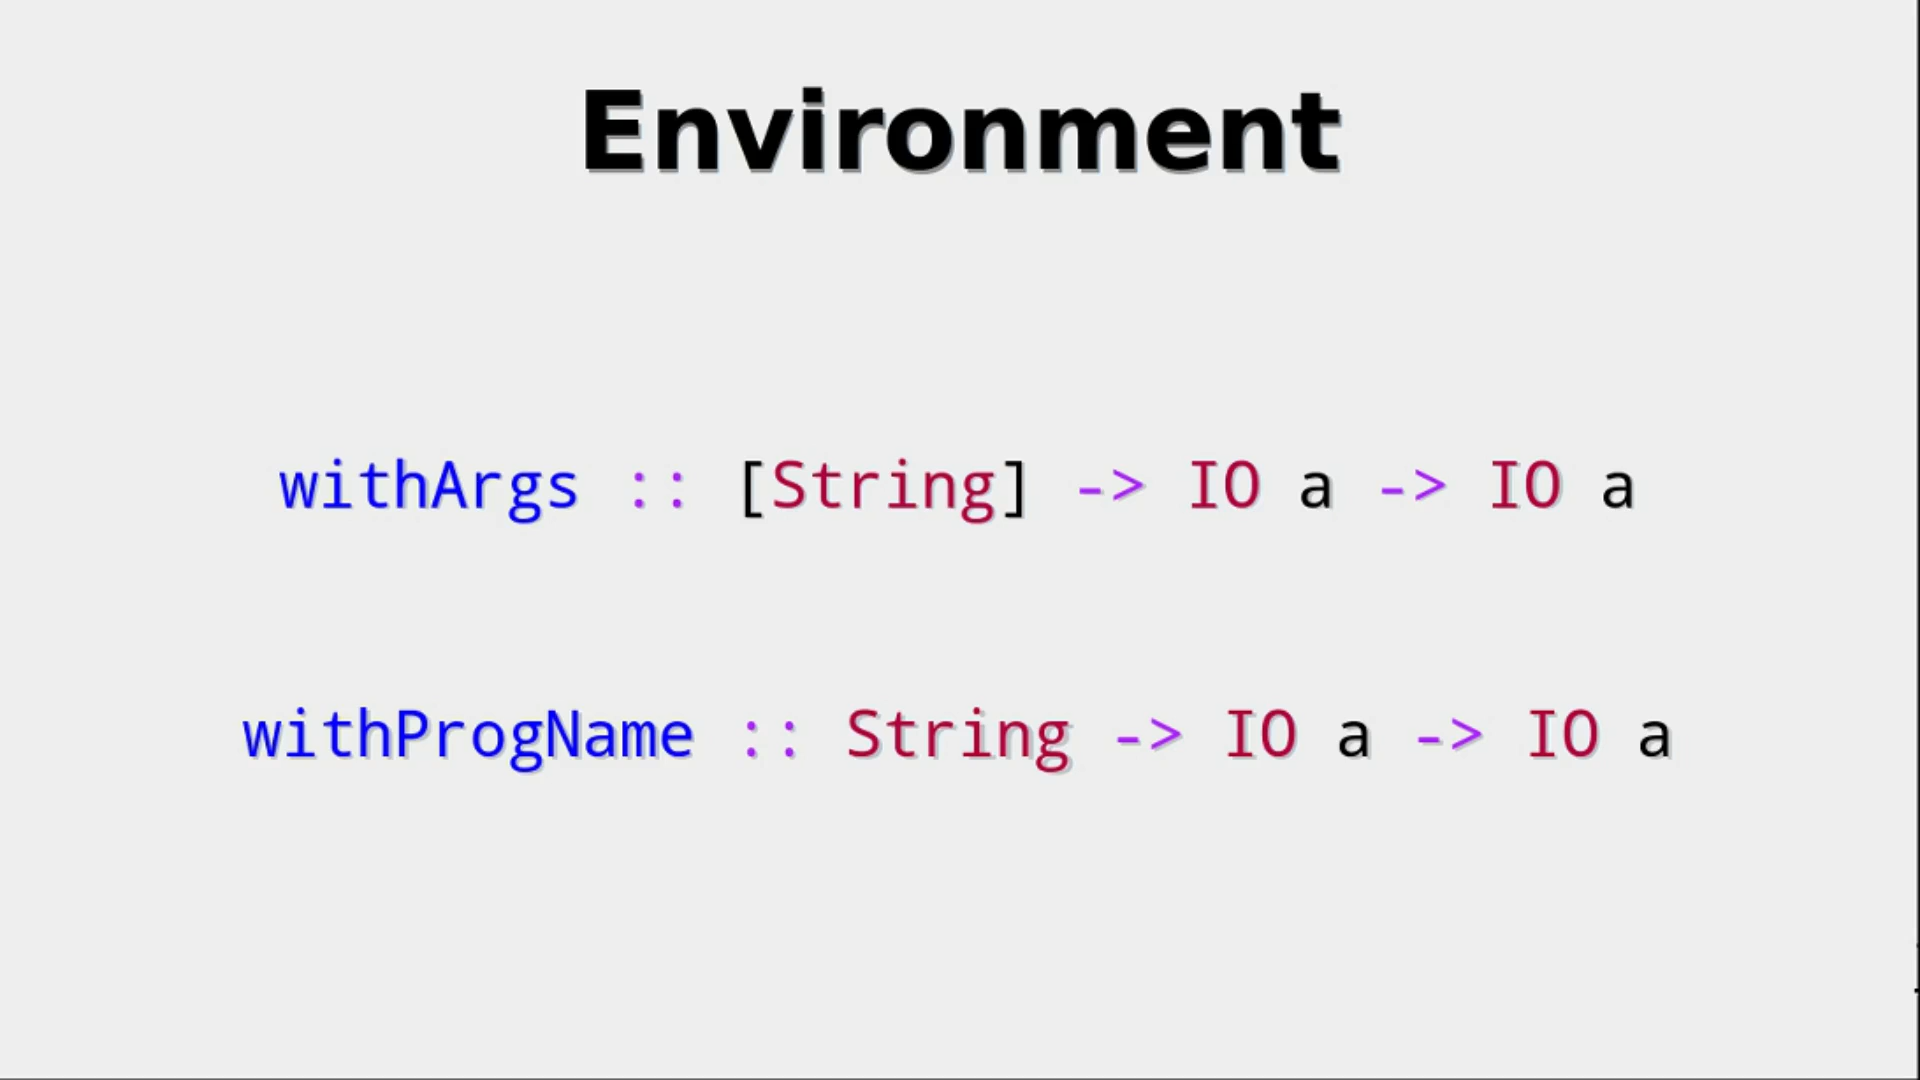 Environment
withArgs :: [String] -> IO a -> IO a
withProgName :: String -> IO a -> IO a